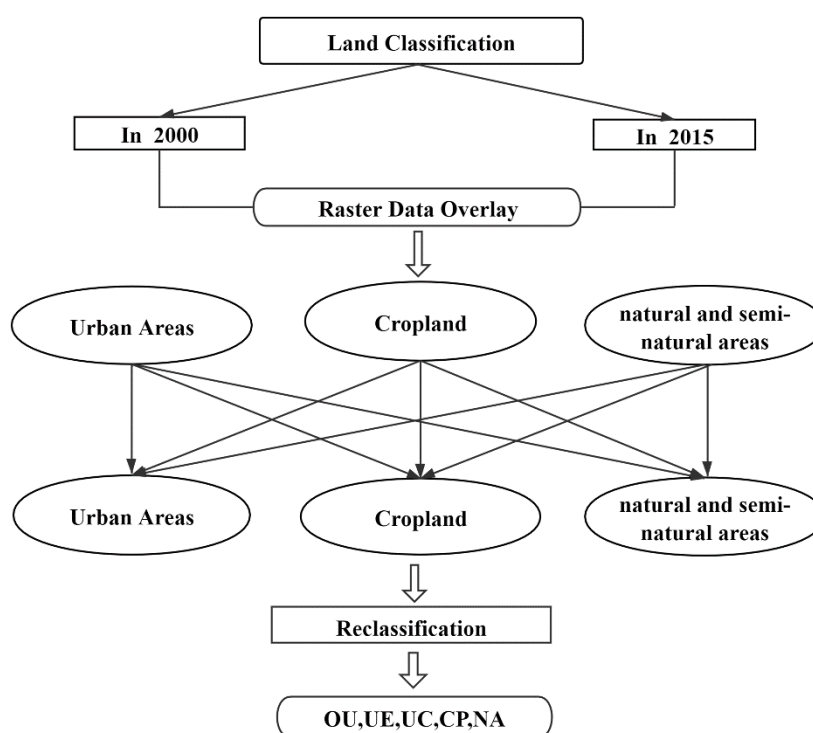 Land Classification
In 2000
In 2015
Raster Data Overlay
Urban Areas
Cropland
natural and semi-
natural areas
Urban Areas
Cropland
natural and semi-
natural areas
Reclassification
OU,UE,UC,CP,NA